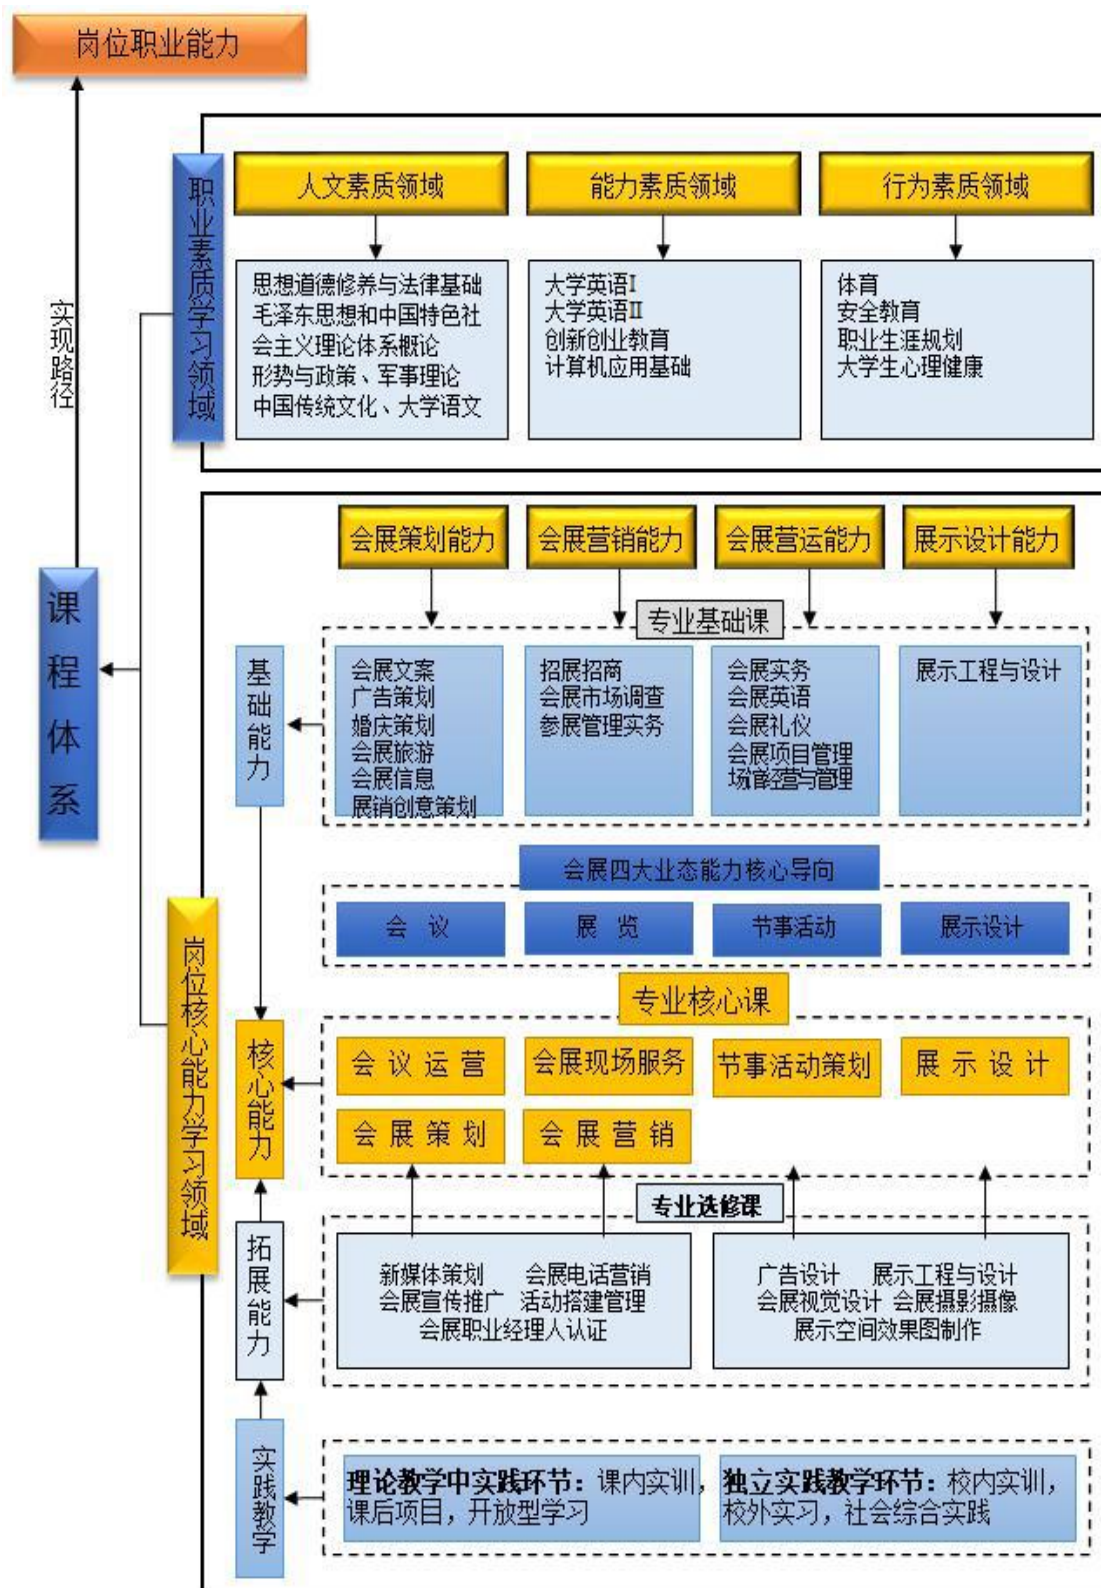 岗位职业能力
实现路径
课程体系
职业素质学习领域
人文素质领域
能力素质领域
行为素质领域
思想道德修养与法律基础
毛泽东思想和中国特色社
会主义理论体系概论
形势与政策、军事理论
中国传统文化、大学语文
大学英语Ⅰ
大学英语Ⅱ
创新创业教育
计算机应用基础
体育
安全教育
职业生涯规划
大学生心理健康
岗位核心能力学习领域
会展策划能力
会展营销能力
会展营运能力
展示设计能力
专业基础课
基础能力
会展文案
广告策划
婚庆策划
会展旅游
会展信息
展销创意策划
招展招商
会展市场调查
参展管理实务
会展实务
会展英语
会展礼仪
会展项目管理
场馆经营与管理
展示工程与设计
会展四大业态能力核心导向
会 议
展 览
节事活动
展示设计
专业核心课
核心能力
会 议 运 营
会展现场服务
节事活动策划
展 示 设 计
会 展 策 划
会 展 营 销
专业选修课
拓展能力
新媒体策划 会展电话营销
会展宣传推广 活动搭建管理
会展职业经理人认证
广告设计 展示工程与设计
会展视觉设计 会展摄影摄像
展示空间效果图制作
实践教学
理论教学中实践环节：课内实训，
课后项目，开放型学习
独立实践教学环节：校内实训，
校外实习，社会综合实践